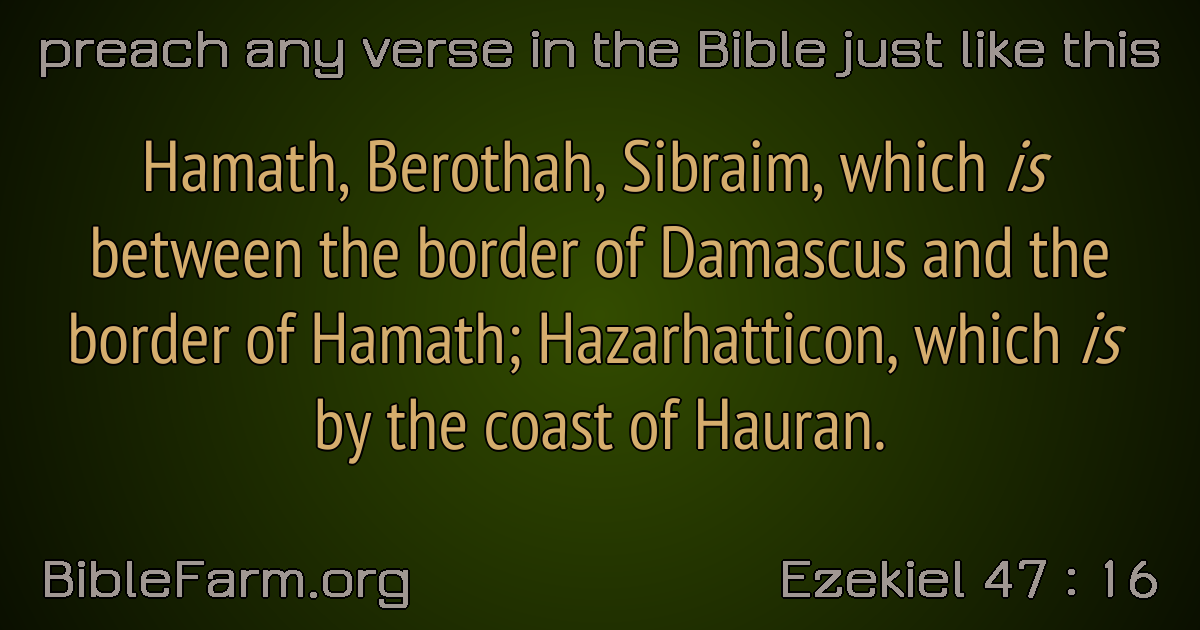 preach any verse in the Bible just like this
Hamath, Berothah, Sibraim, which is
between the border of Damascus and the
border of Hamath; Hazarhatticon, which is
by the coast of Hauran.
BibleFarm.org
Ezekiel 47 : 16